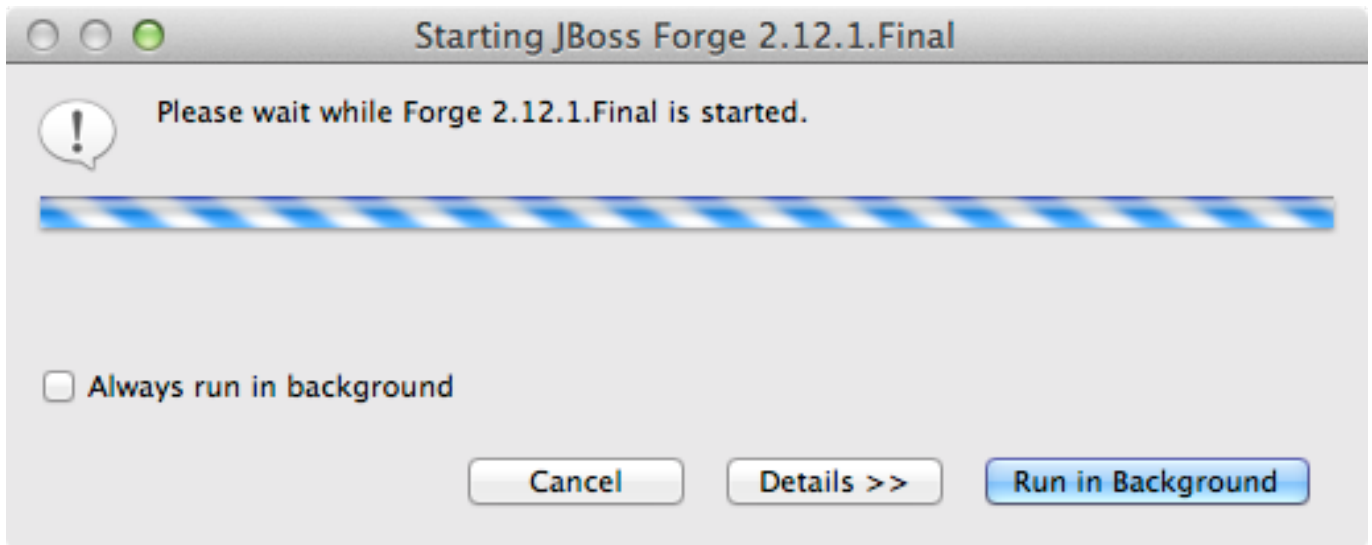 Starting JBoss Forge 2.12.1.Final
Please wait while Forge 2.12.1.Final is started.
Always run in background
Cancel
Details >>
Run in Background